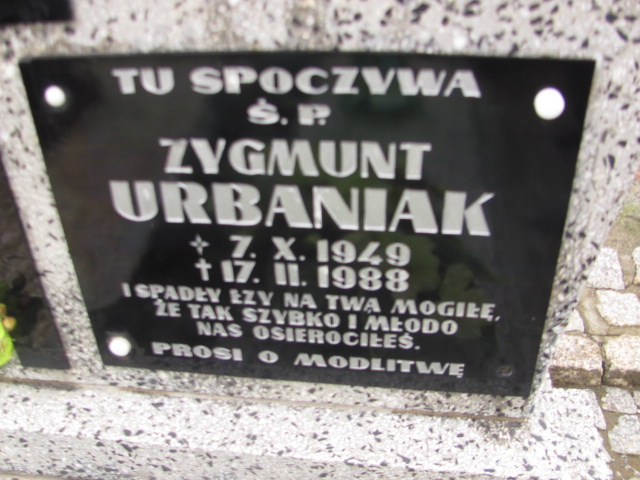 TU SPOCZYWA
Ś. P.
ZYGMUNT
URBANIAK
7. X. 1949
✝ 17. II. 1988
I SPADŁY ŁZY NA TWĄ MOGIŁĘ,
ŻE TAK SZYBKO I MŁODO
NAS OSIEROCIŁEŚ.
PROSI O MODLITWĘ